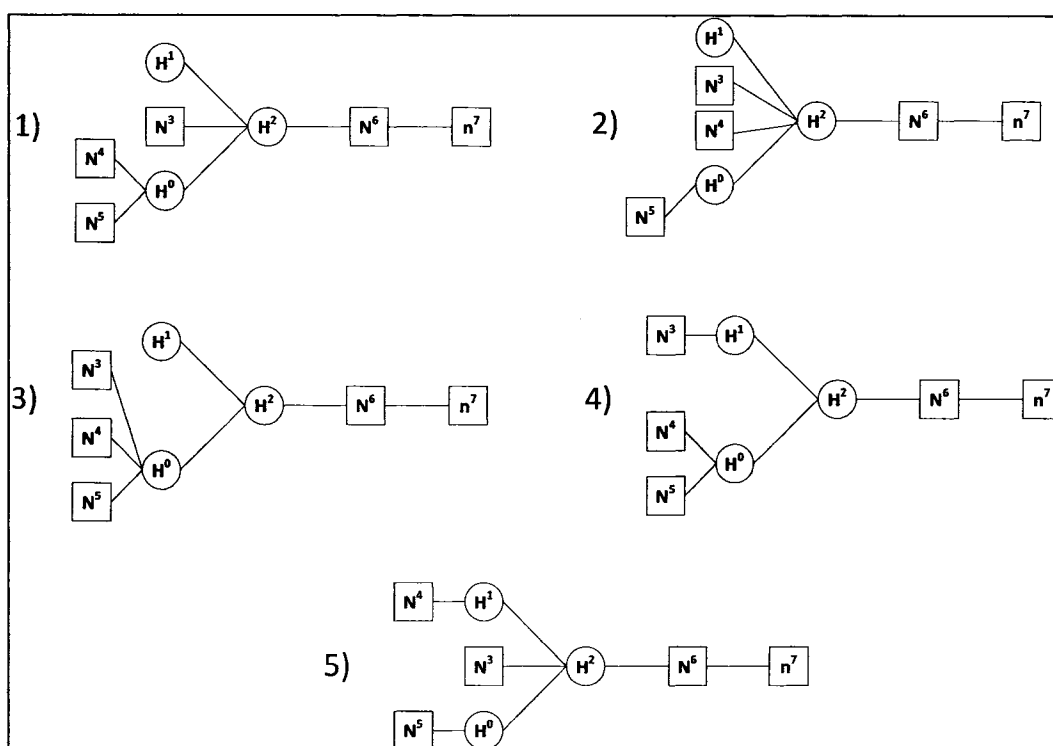 1)
H¹
N³ H² N⁶ n⁷
N⁴
H⁰
N⁵
2)
H¹
N³
N⁴
H² N⁶ n⁷
H⁰
N⁵
3)
H¹
N³
H² N⁶ n⁷
N⁴
H⁰
N⁵
4)
N³ H¹
H² N⁶ n⁷
N⁴
H⁰
N⁵
5)
N⁴ H¹
N³ H² N⁶ n⁷
N⁵ H⁰